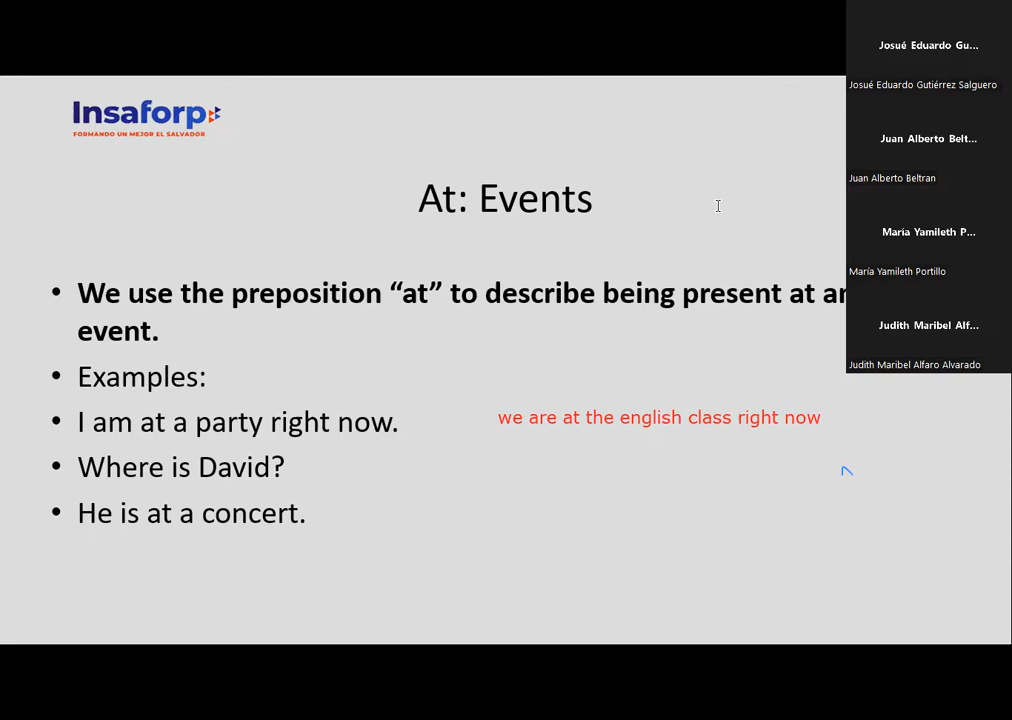 Insaforp
FORMANDO UN MEJOR EL SALVADOR
At: Events
• We use the preposition “at” to describe being present at an
event.
• Examples:
• I am at a party right now.
we are at the english class right now
• Where is David?
• He is at a concert.
Josué Eduardo Gu...
Josué Eduardo Gutiérrez Salguero
Juan Alberto Belt...
Juan Alberto Beltran
María Yamileth P...
María Yamileth Portillo
Judith Maribel Alf...
Judith Maribel Alfaro Alvarado